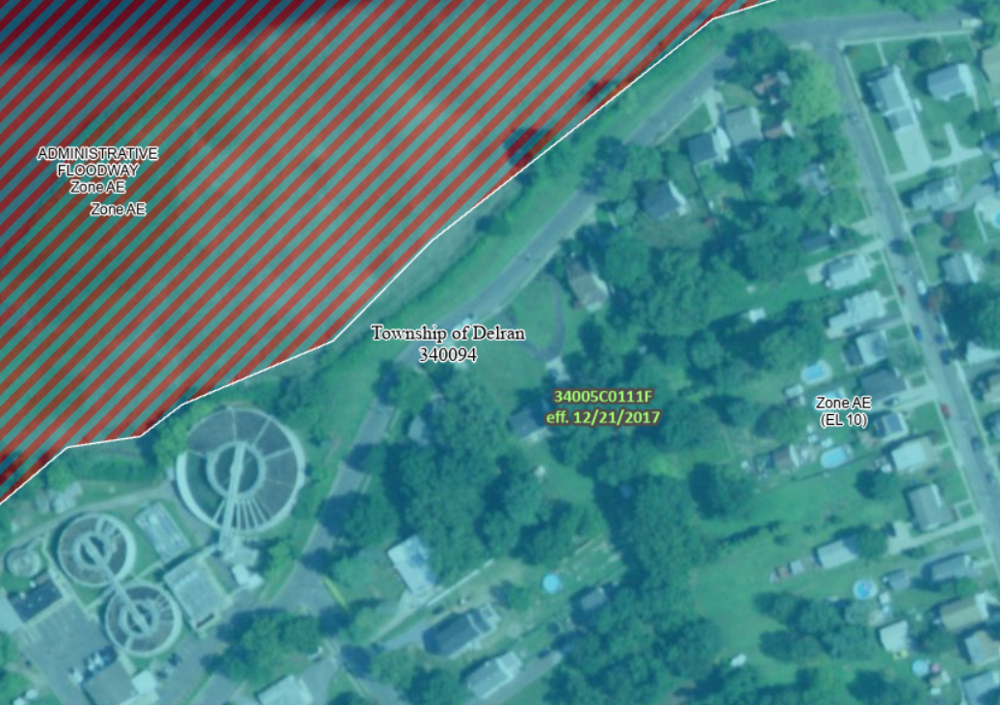 ADMINISTRATIVE
FLOODWAY
Zone AE
Zone AE
Township of Delran
340094
34005C0111F
eff. 12/21/2017
Zone AE
(EL 10)